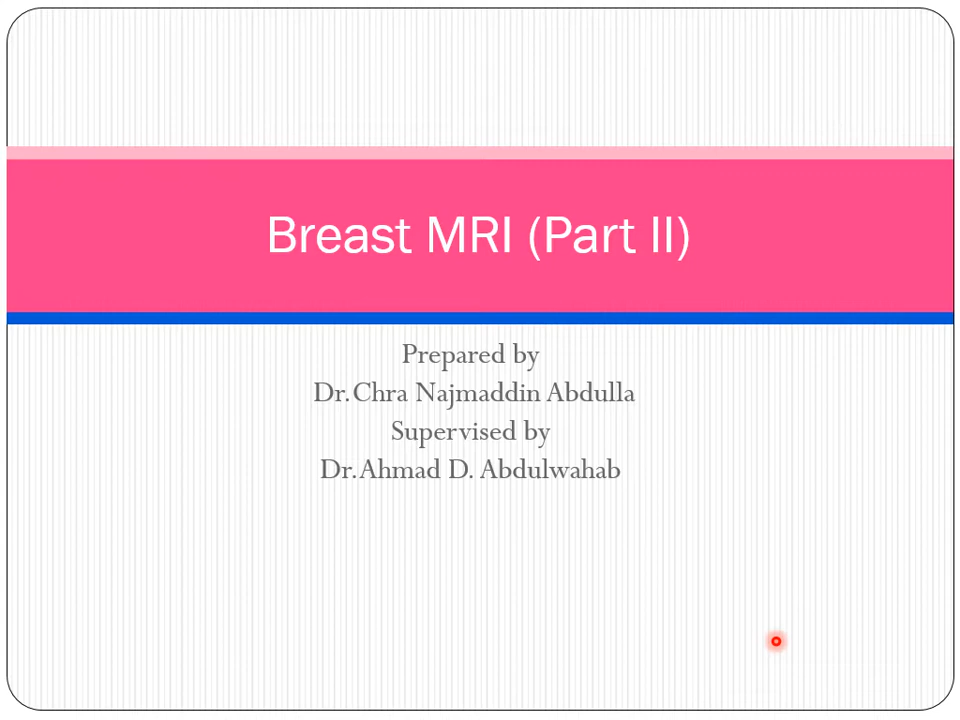 Breast MRI (Part II)
Prepared by
Dr.Chra Najmaddin Abdulla
Supervised by
Dr.Ahmad D. Abdulwahab